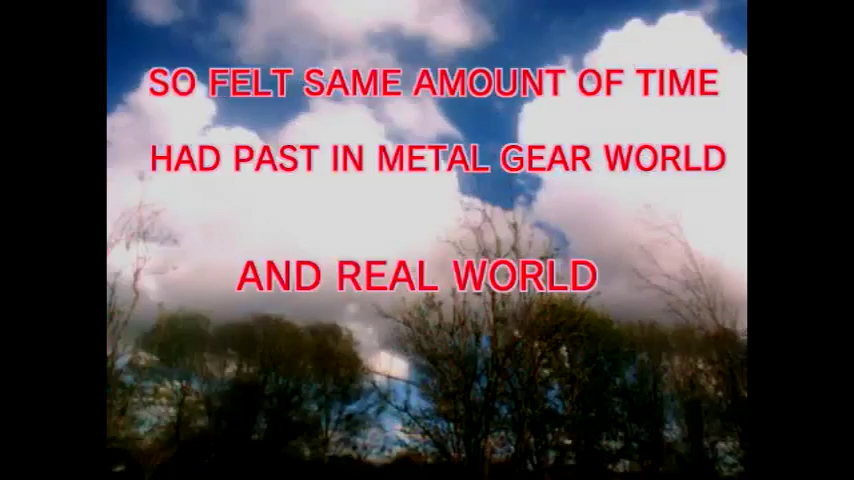 SO FELT SAME AMOUNT OF TIME
HAD PAST IN METAL GEAR WORLD
AND REAL WORLD